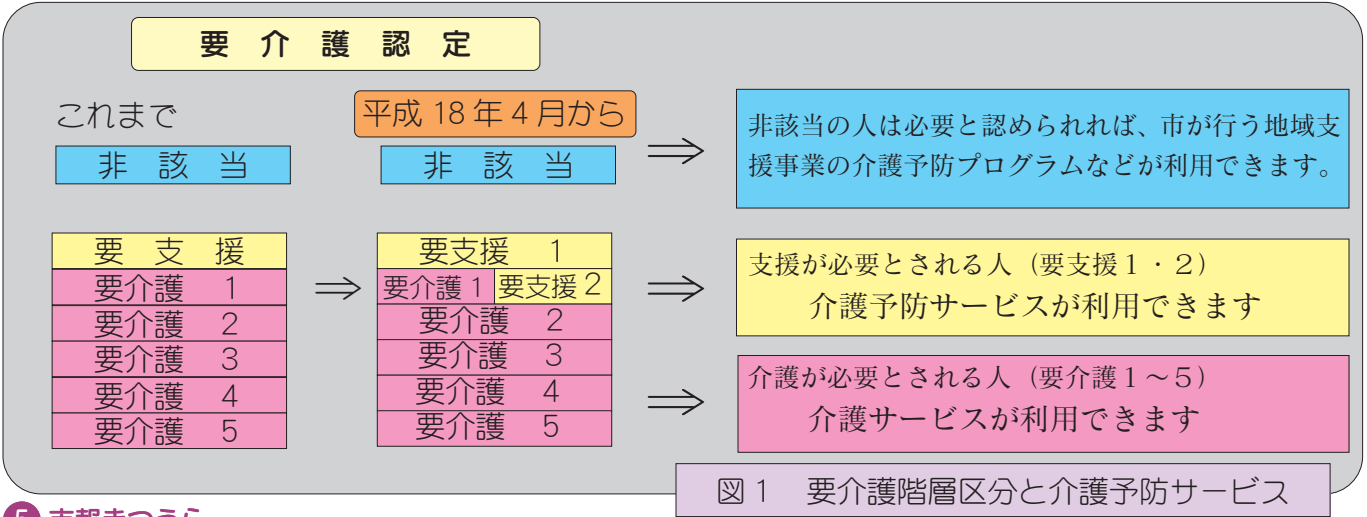 要介護認定
これまで
平成 18 年 4 月から
非該当
非該当
⇒
非該当の人は必要と認められれば、市が行う地域支
援事業の介護予防プログラムなどが利用できます。
要支援
要介護 1
要介護 2
要介護 3
要介護 4
要介護 5
⇒
要支援 1
要介護 1 要支援 2
要介護 2
要介護 3
要介護 4
要介護 5
⇒
支援が必要とされる人（要支援１・２）
介護予防サービスが利用できます
⇒
介護が必要とされる人（要介護１～５）
介護サービスが利用できます
図 1 要介護階層区分と介護予防サービス